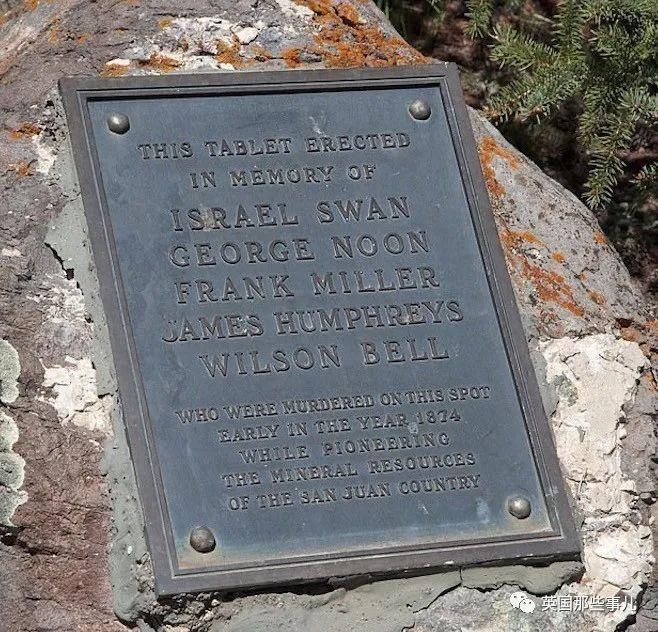 THIS TABLET ERECTED
IN MEMORY OF
ISRAEL SWAN
GEORGE NOON
FRANK MILLER
JAMES HUMPHREYS
WILSON BELL
WHO WERE MURDERED ON THIS SPOT
EARLY IN THE YEAR 1874
WHILE PIONEERING
THE MINERAL RESOURCES
OF THE SAN JUAN COUNTRY
英国那些事儿